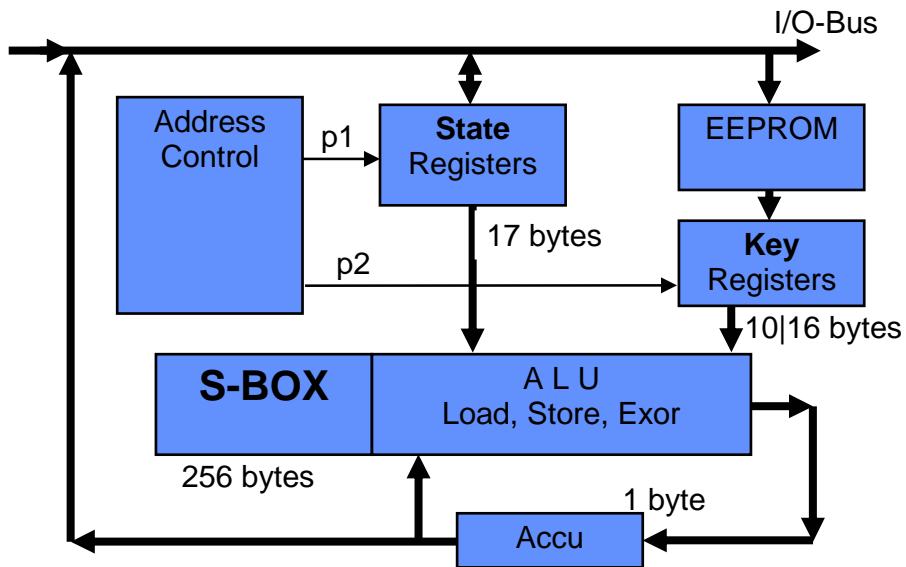 I/O-Bus
Address
Control
p1
State
Registers
EEPROM
17 bytes
p2
Key
Registers
10|16 bytes
S-BOX
A L U
Load, Store, Exor
256 bytes
1 byte
Accu